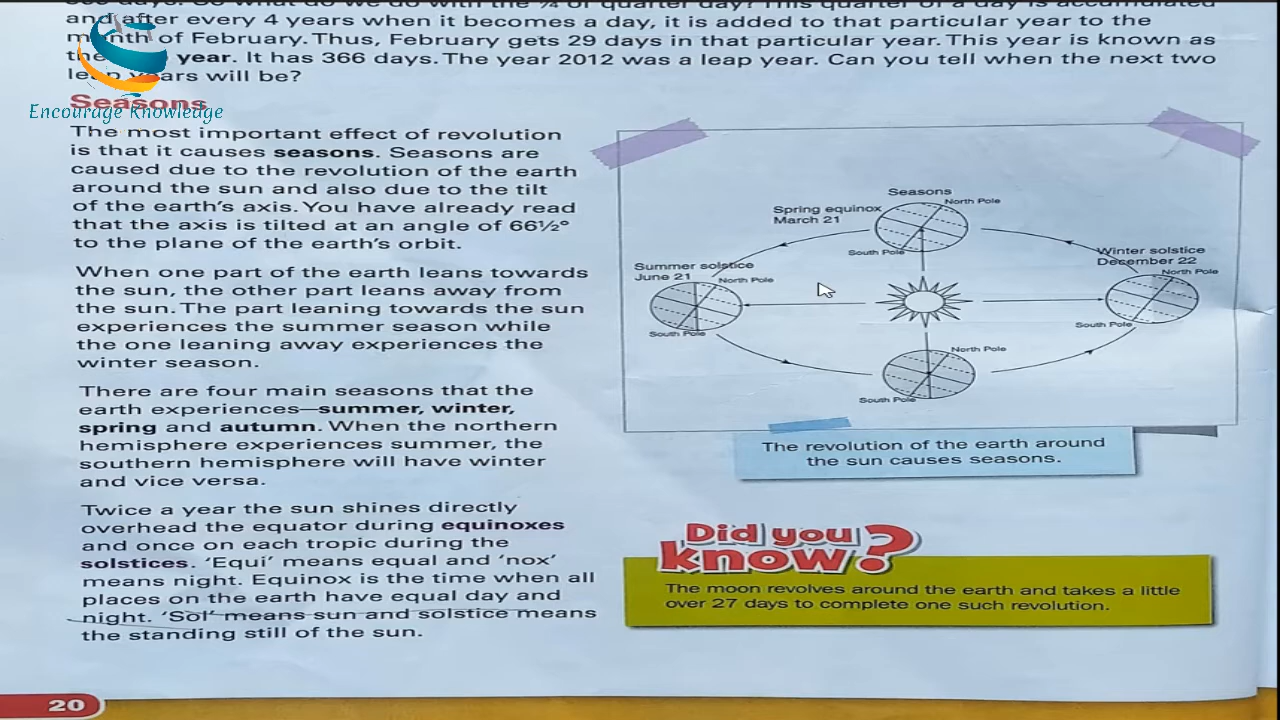 and after every 4 years when it becomes a day, it is added to that particular year to the
month of February. Thus, February gets 29 days in that particular year. This year is known as
the year. It has 366 days. The year 2012 was a leap year. Can you tell when the next two
leap years will be?
Seasons
Encourage Knowledge
The most important effect of revolution
is that it causes seasons. Seasons are
caused due to the revolution of the earth
around the sun and also due to the tilt
of the earth's axis. You have already read
that the axis is tilted at an angle of 66½°
to the plane of the earth's orbit.
When one part of the earth leans towards
the sun, the other part leans away from
the sun. The part leaning towards the sun
experiences the summer season while
the one leaning away experiences the
winter season.
There are four main seasons that the
earth experiences—summer, winter,
spring and autumn. When the northern
hemisphere experiences summer, the
southern hemisphere will have winter
and vice versa.
Twice a year the sun shines directly
overhead the equator during equinoxes
and once on each tropic during the
solstices. 'Equi' means equal and 'nox'
means night. Equinox is the time when all
places on the earth have equal day and
night. 'Sol' means sun and solstice means
the standing still of the sun.
Seasons
North Pole
Spring equinox
March 21
South Pole
Summer solstice
June 21
North Pole
South Pole
Winter solstice
December 22
North Pole
South Pole
North Pole
South Pole
The revolution of the earth around
the sun causes seasons.
Did you
know?
The moon revolves around the earth and takes a little
over 27 days to complete one such revolution.
20